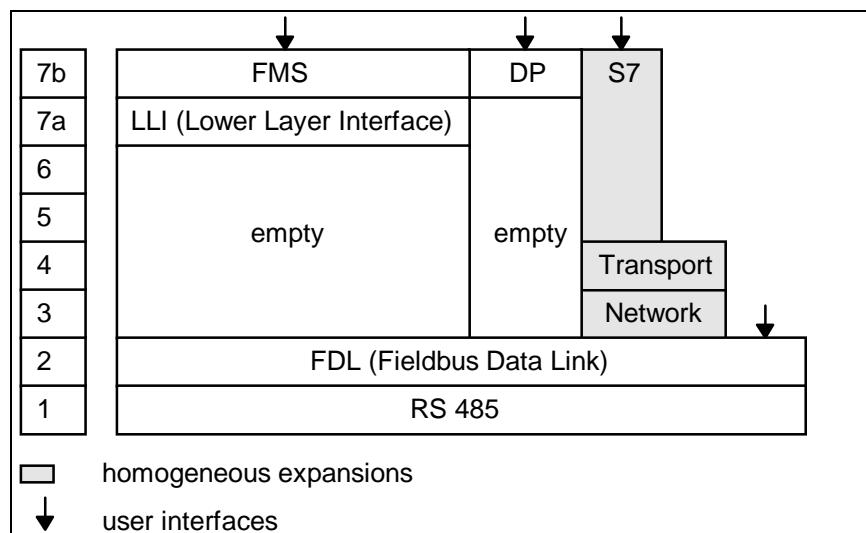 7b FMS DP S7
7a LLI (Lower Layer Interface)
6
5 empty empty
4 Transport
3 Network
2 FDL (Fieldbus Data Link)
1 RS 485
homogeneous expansions
user interfaces